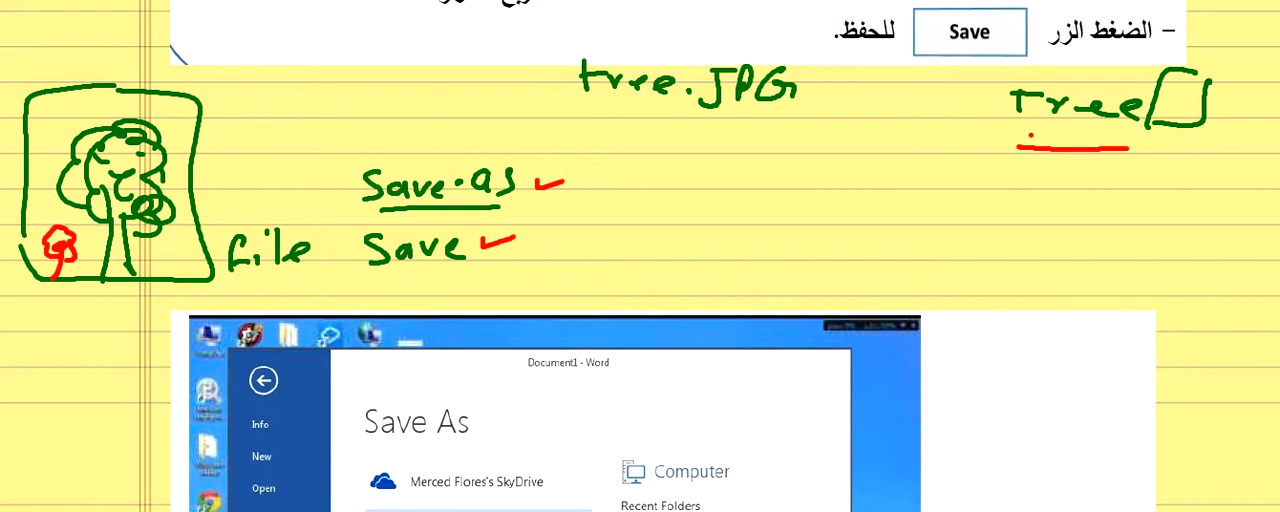 – الضغط الزر Save للحفظ.
tree.JPG
Tree
Save.as
file Save
Document1 - Word
Save As
Info
New
Open
Merced Flores's SkyDrive
Computer
Recent Folders